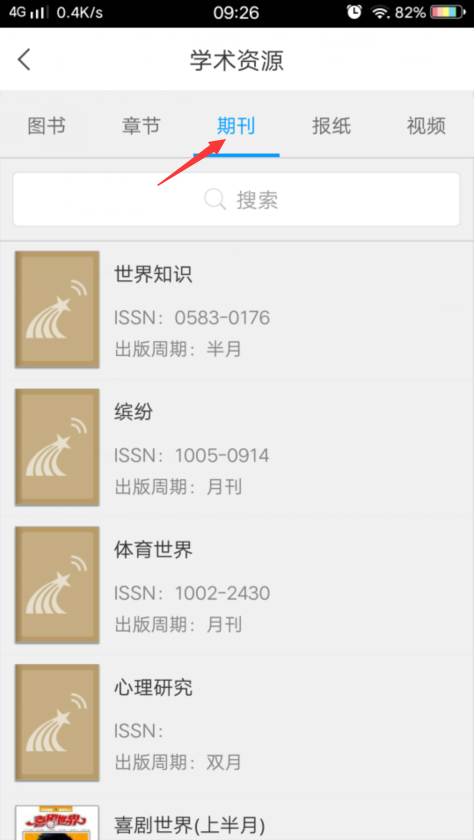 4G 0.4K/s 09:26 82%
学术资源
图书 章节 期刊 报纸 视频
搜索
世界知识
ISSN: 0583-0176
出版周期: 半月
缤纷
ISSN: 1005-0914
出版周期: 月刊
体育世界
ISSN: 1002-2430
出版周期: 月刊
心理研究
ISSN:
出版周期: 双月
喜剧世界
喜剧世界(上半月)